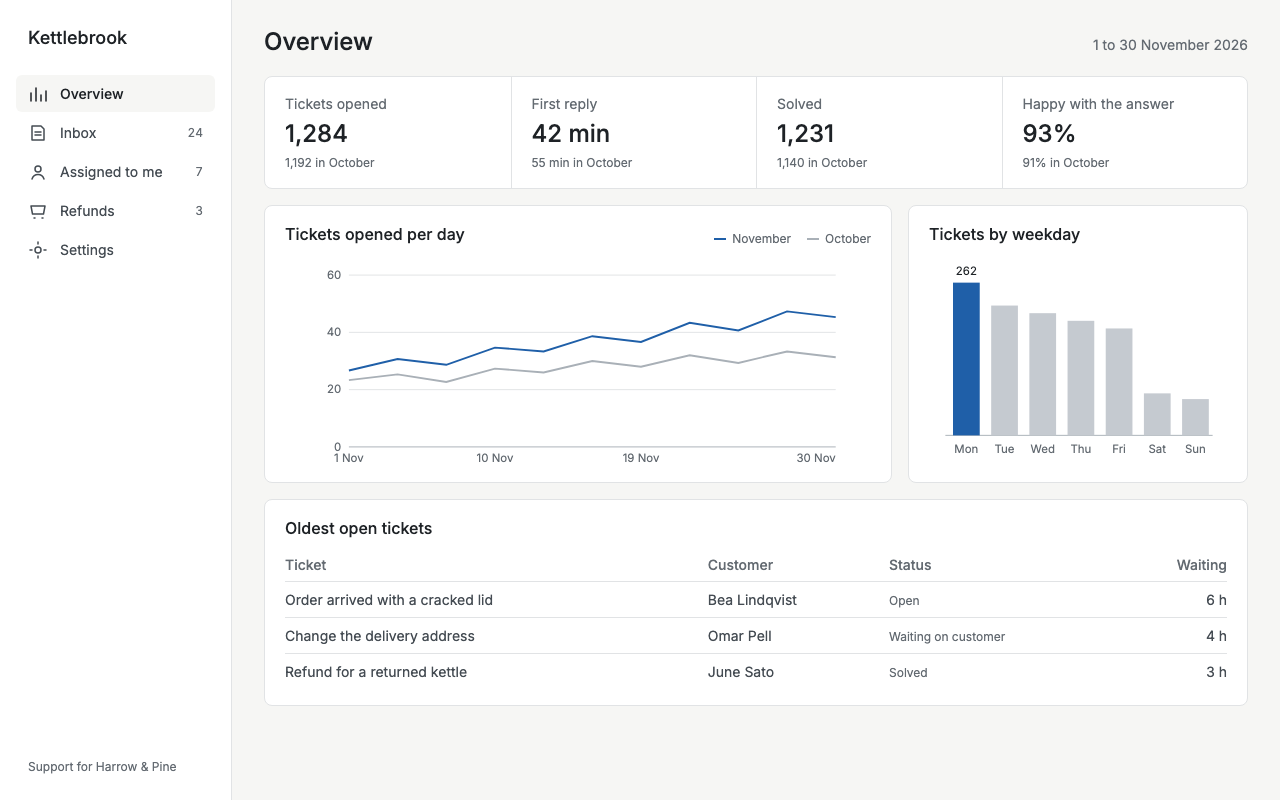 Kettlebrook
Overview
Inbox 24
Assigned to me 7
Refunds 3
Settings
Support for Harrow & Pine
Overview
1 to 30 November 2026
Tickets opened
1,284
1,192 in October
First reply
42 min
55 min in October
Solved
1,231
1,140 in October
Happy with the answer
93%
91% in October
Tickets opened per day
November October
60
40
20
0
1 Nov 10 Nov 19 Nov 30 Nov
Tickets by weekday
262
Mon Tue Wed Thu Fri Sat Sun
Oldest open tickets
Ticket Customer Status Waiting
Order arrived with a cracked lid Bea Lindqvist Open 6 h
Change the delivery address Omar Pell Waiting on customer 4 h
Refund for a returned kettle June Sato Solved 3 h